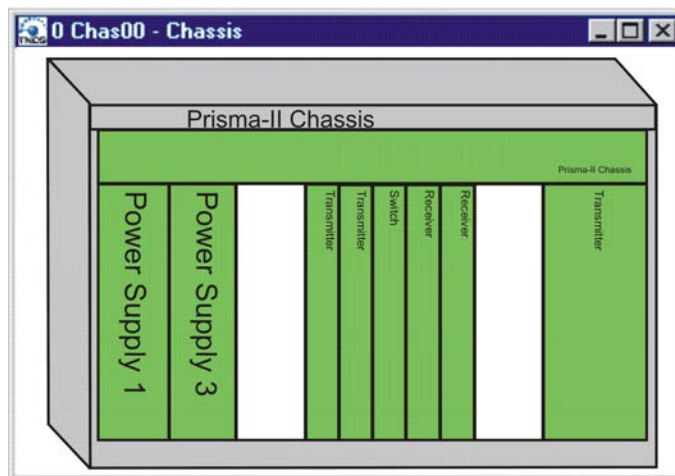 TNCS
0 Chas00 - Chassis
Prisma-II Chassis
Prisma-II Chassis
Power Supply 1
Power Supply 3
Transmitter
Transmitter
Switch
Receiver
Receiver
Transmitter